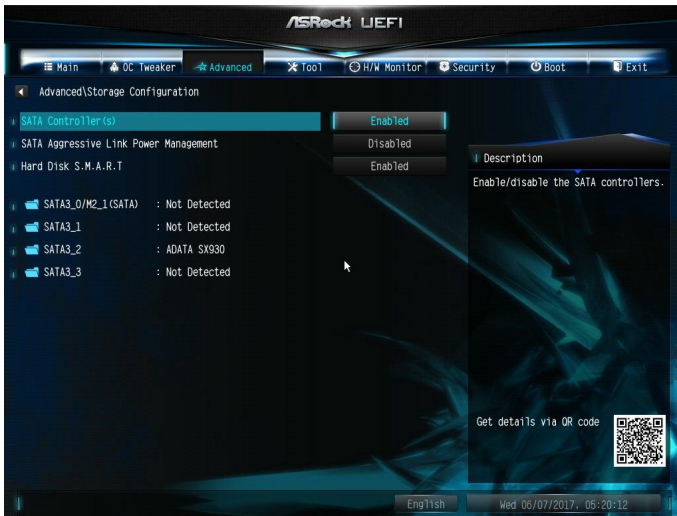 ASRock UEFI
Main OC Tweaker Advanced Tool H/W Monitor Security Boot Exit
Advanced\Storage Configuration
SATA Controller(s) Enabled
SATA Aggressive Link Power Management Disabled
Hard Disk S.M.A.R.T Enabled
SATA3_0/M2_1(SATA) : Not Detected
SATA3_1 : Not Detected
SATA3_2 : ADATA SX930
SATA3_3 : Not Detected
Description
Enable/disable the SATA controllers.
Get details via QR code
English
Wed 06/07/2017. 05:20:12